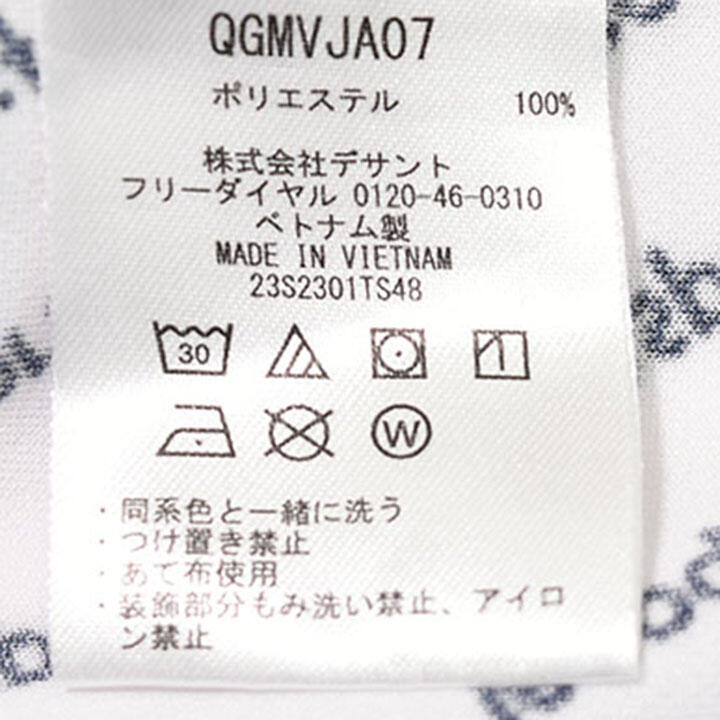 QGMVJA07
ポリエステル 100%
株式会社デサント
フリーダイヤル 0120-46-0310
ベトナム製
MADE IN VIETNAM
23S2301TS48
30
W
・同系色と一緒に洗う
・つけ置き禁止
・あて布使用
・装飾部分もみ洗い禁止、アイロ
ン禁止